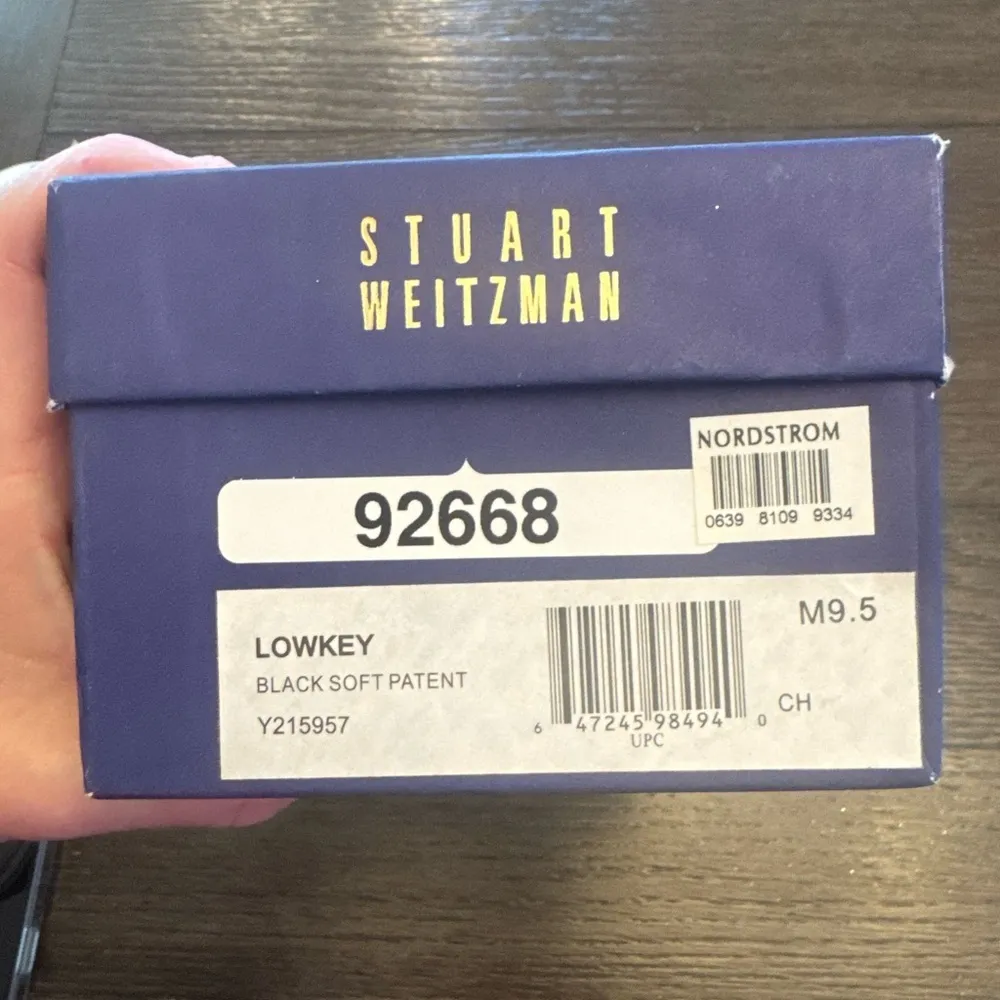 STUART
WEITZMAN
NORDSTROM
0639 8109 9334
92668
LOWKEY
BLACK SOFT PATENT
Y215957
6 47245 98494 0
UPC
M9.5
CH